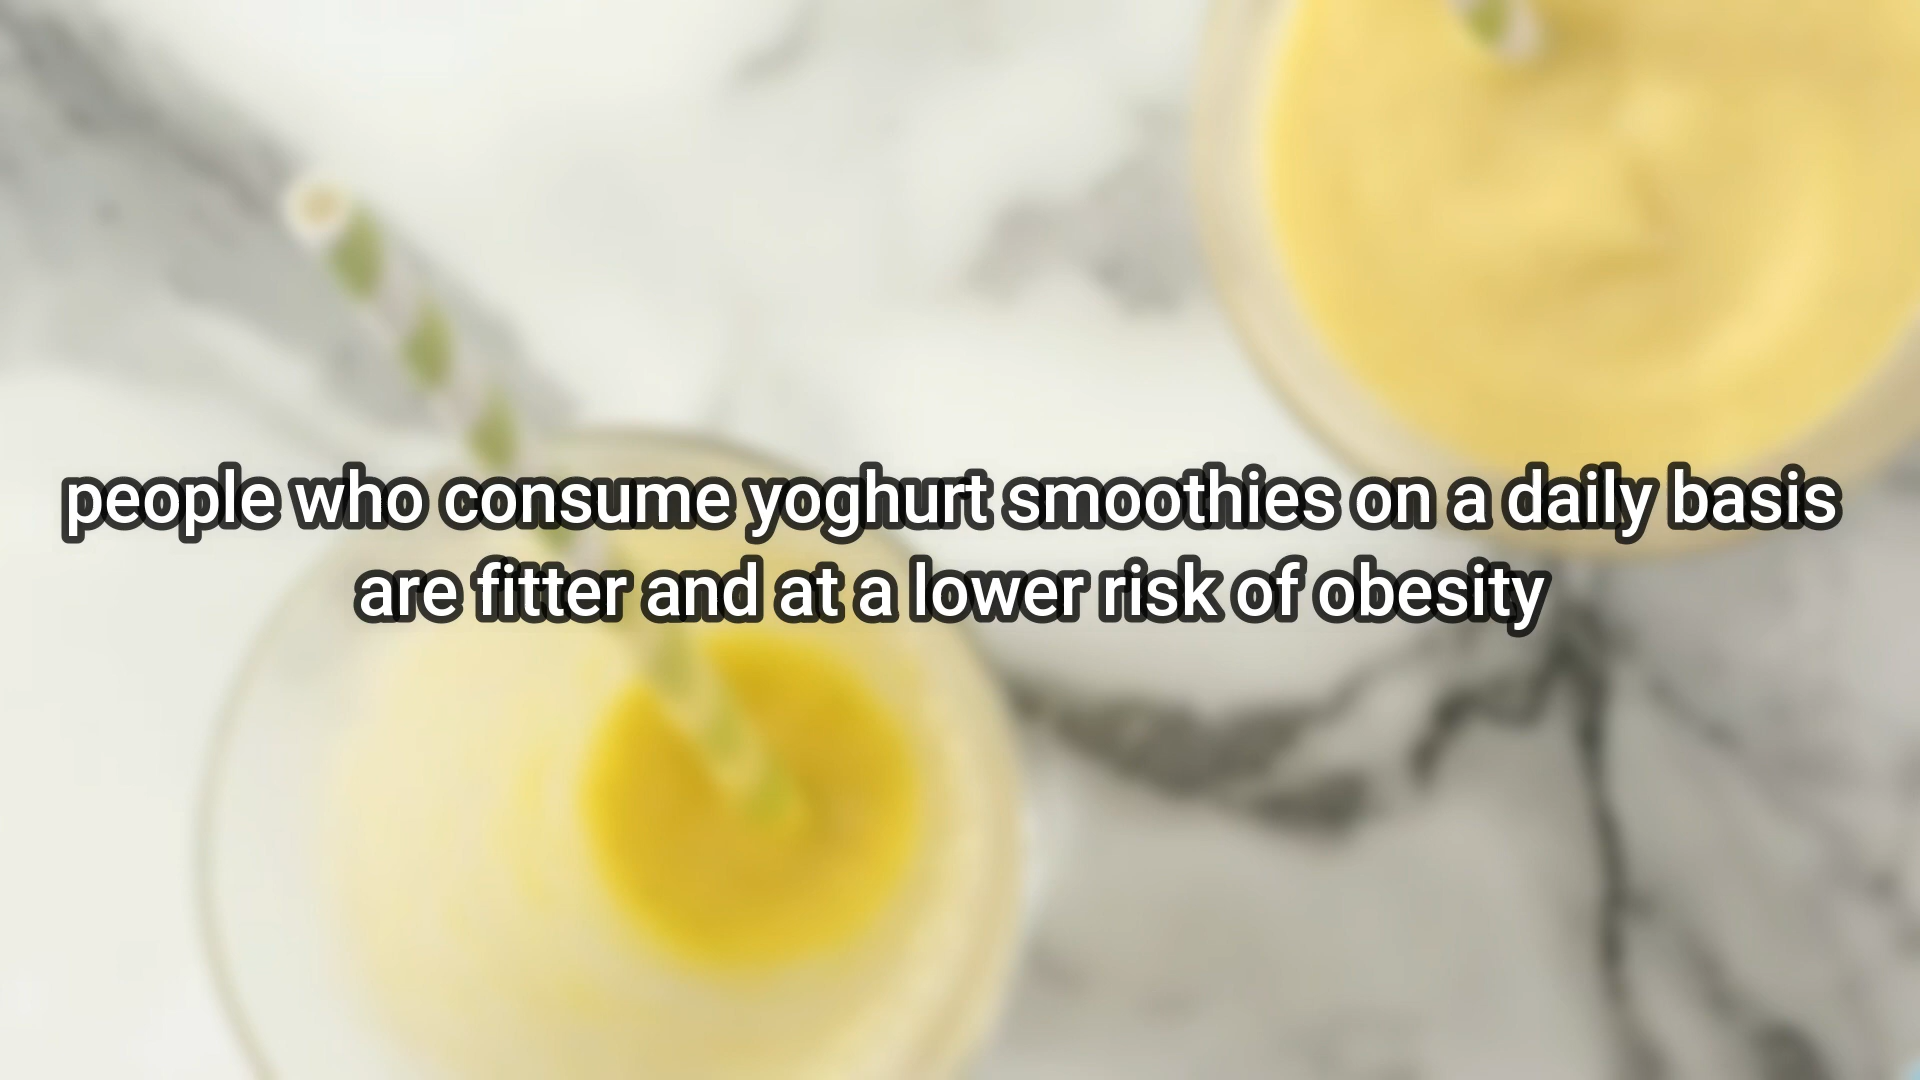 people who consume yoghurt smoothies on a daily basis
are fitter and at a lower risk of obesity